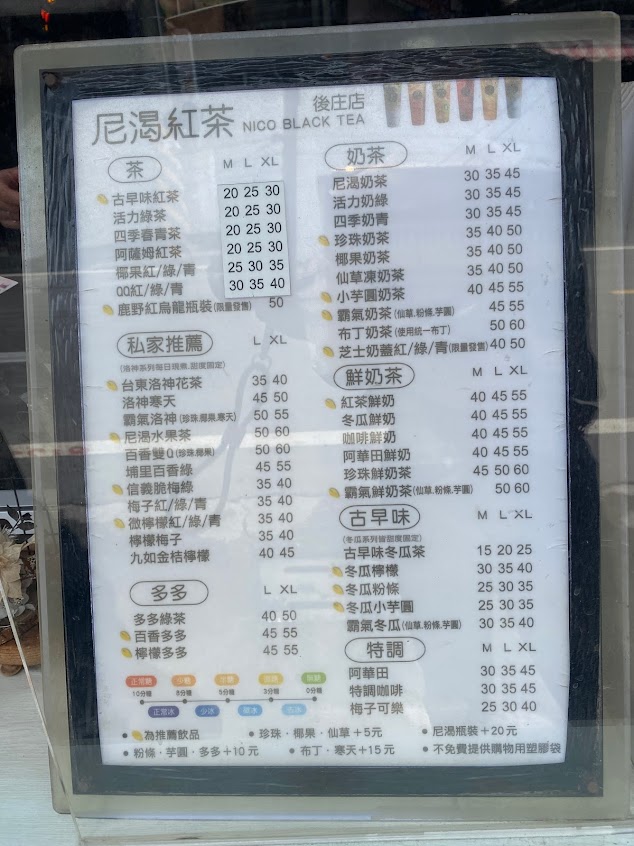 後庄店
尼渴紅茶 NICO BLACK TEA
茶 M L XL
古早味紅茶 20 25 30
活力綠茶 20 25 30
四季春青茶 20 25 30
阿薩姆紅茶 20 25 30
椰果紅/綠/青 25 30 35
QQ紅/綠/青 30 35 40
鹿野紅烏龍瓶裝(限量發售) 50
私家推薦 L XL
(洛神系列每日現煮.甜度固定)
台東洛神花茶 35 40
洛神寒天 45 50
霸氣洛神(珍珠.椰果.寒天) 50 55
尼渴水果茶 50 60
百香雙Q(珍珠.椰果) 50 60
埔里百香綠 45 55
信義脆梅綠 35 40
梅子紅/綠/青 35 40
微檸檬紅/綠/青 35 40
檸檬梅子 35 40
九如金桔檸檬 40 45
多多 L XL
多多綠茶 40 50
百香多多 45 55
檸檬多多 45 55
奶茶 M L XL
尼渴奶茶 30 35 45
活力奶綠 30 35 45
四季奶青 30 35 45
珍珠奶茶 35 40 50
椰果奶茶 35 40 50
仙草凍奶茶 35 40 50
小芋圓奶茶 40 45 55
霸氣奶茶(仙草.粉條.芋圓) 45 55
布丁奶茶(使用統一布丁) 50 60
芝士奶蓋紅/綠/青(限量發售) 40 50
鮮奶茶 M L XL
紅茶鮮奶 40 45 55
冬瓜鮮奶 40 45 55
咖啡鮮奶 40 45 55
阿華田鮮奶 40 45 55
珍珠鮮奶茶 45 50 60
霸氣鮮奶茶(仙草.粉條.芋圓) 50 60
古早味 M L XL
(冬瓜系列皆甜度固定)
古早味冬瓜茶 15 20 25
冬瓜檸檬 30 35 40
冬瓜粉條 25 30 35
冬瓜小芋圓 25 30 35
霸氣冬瓜(仙草.粉條.芋圓) 30 35 40
特調 M L XL
阿華田 30 35 45
特調咖啡 30 35 45
梅子可樂 25 30 40
正常糖 少糖 半糖 微糖 無糖
10分糖 8分糖 5分糖 3分糖 0分糖
正常冰 少冰 微冰 去冰
•為推薦飲品 •珍珠•椰果•仙草+5元 •尼渴瓶裝+20元
•粉條•芋圓•多多+10元 •布丁•寒天+15元 •不免費提供購物用塑膠袋